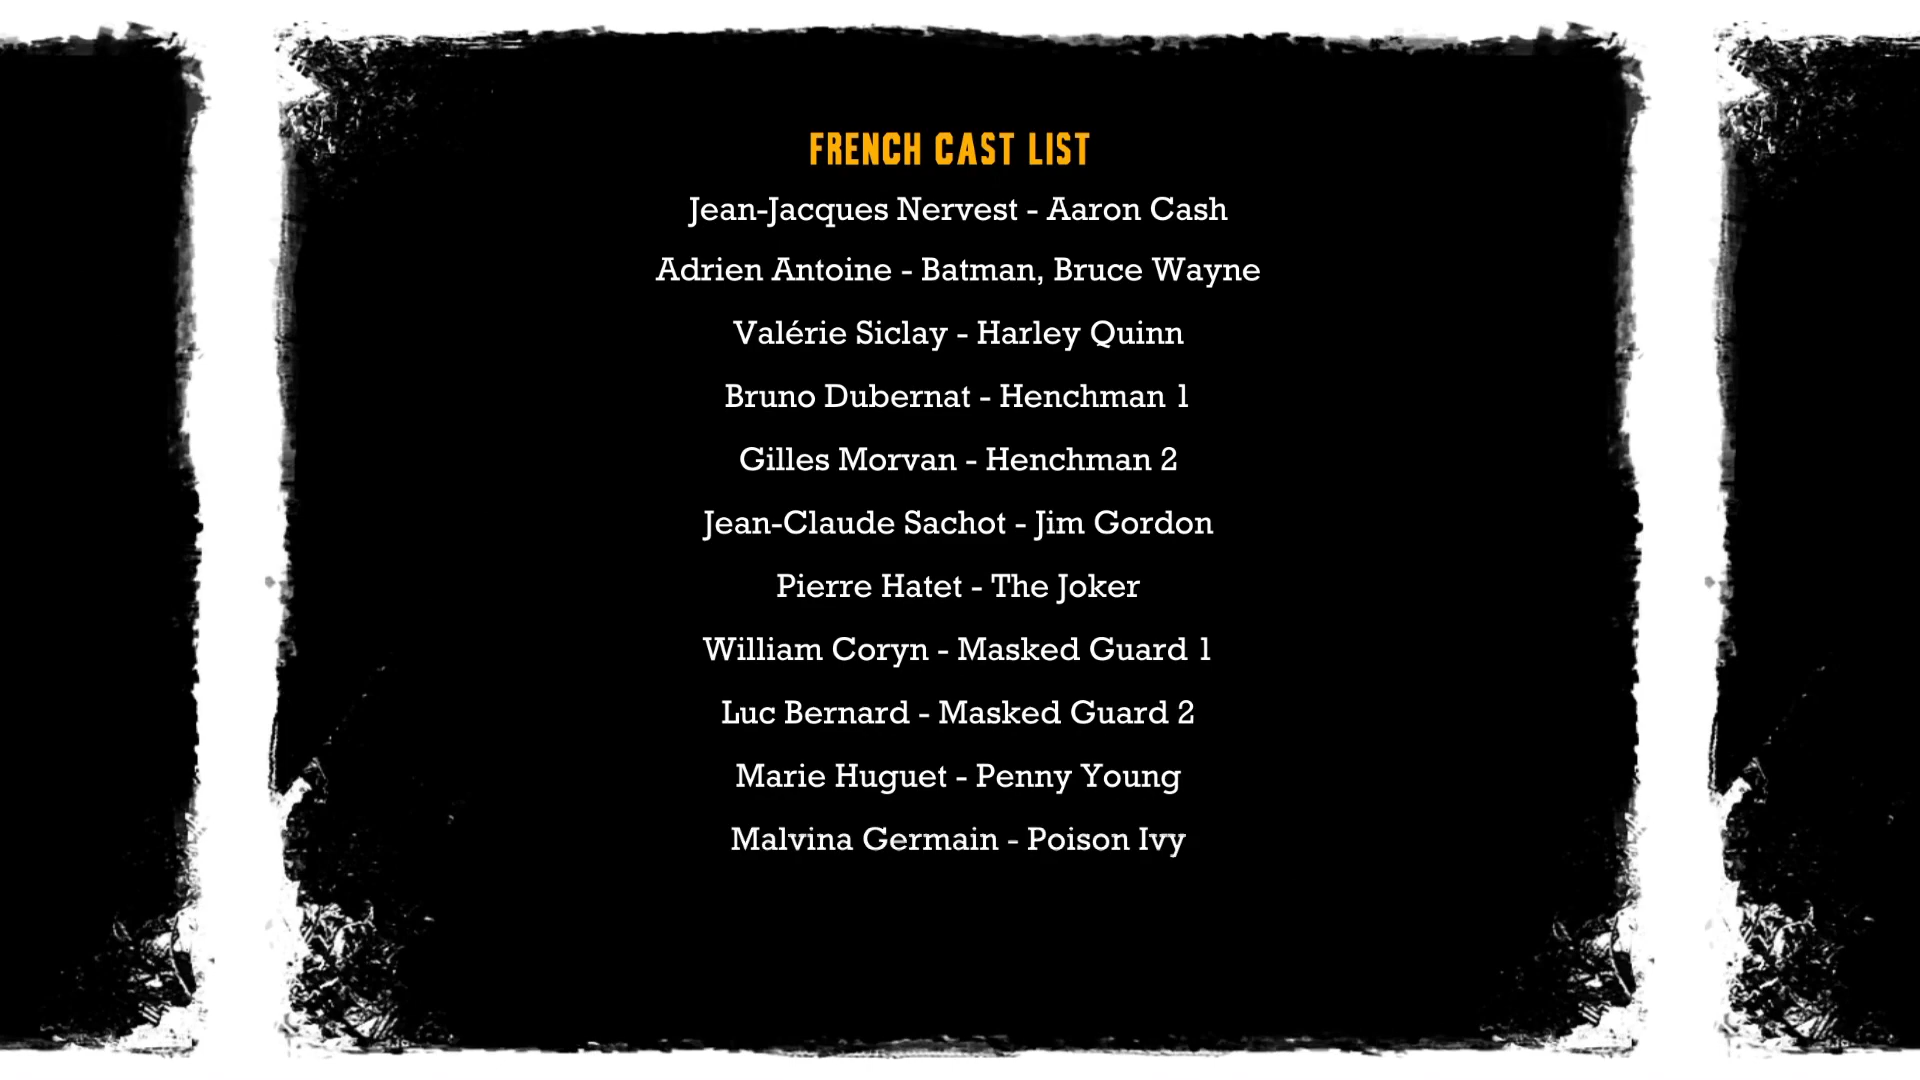 FRENCH CAST LIST
Jean-Jacques Nervest - Aaron Cash
Adrien Antoine - Batman, Bruce Wayne
Valérie Siclay - Harley Quinn
Bruno Dubernat - Henchman 1
Gilles Morvan - Henchman 2
Jean-Claude Sachot - Jim Gordon
Pierre Hatet - The Joker
William Coryn - Masked Guard 1
Luc Bernard - Masked Guard 2
Marie Huguet - Penny Young
Malvina Germain - Poison Ivy